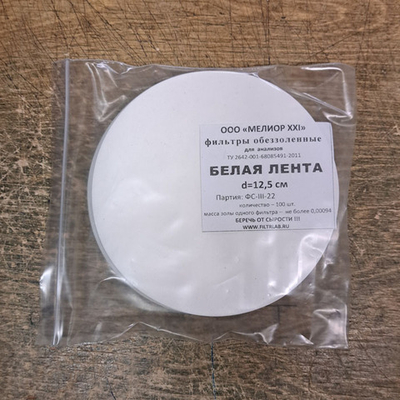 ООО «МЕЛИОР XXI»
фильтры обеззоленные
для анализов
ТУ 2642-001-68085491-2011
БЕЛАЯ ЛЕНТА
d=12,5 см
Партия: ФС-III-22
количество – 100 шт.
масса золы одного фильтра – не более 0,00094
БЕРЕЧЬ ОТ СЫРОСТИ !!!
WWW.FILTRLAB.RU